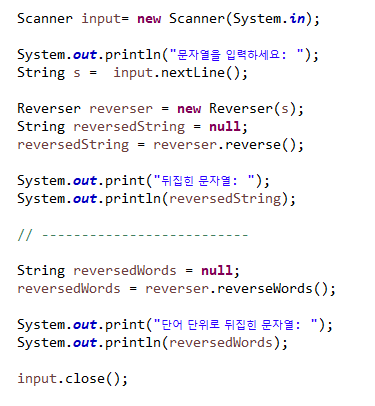 Scanner input= new Scanner(System.in);
System.out.println("문자열을 입력하세요: ");
String s =  input.nextLine();
Reverser reverser = new Reverser(s);
String reversedString = null;
reversedString = reverser.reverse();
System.out.print("뒤집힌 문자열: ");
System.out.println(reversedString);
// --------------------------
String reversedWords = null;
reversedWords = reverser.reverseWords();
System.out.print("단어 단위로 뒤집힌 문자열: ");
System.out.println(reversedWords);
input.close();